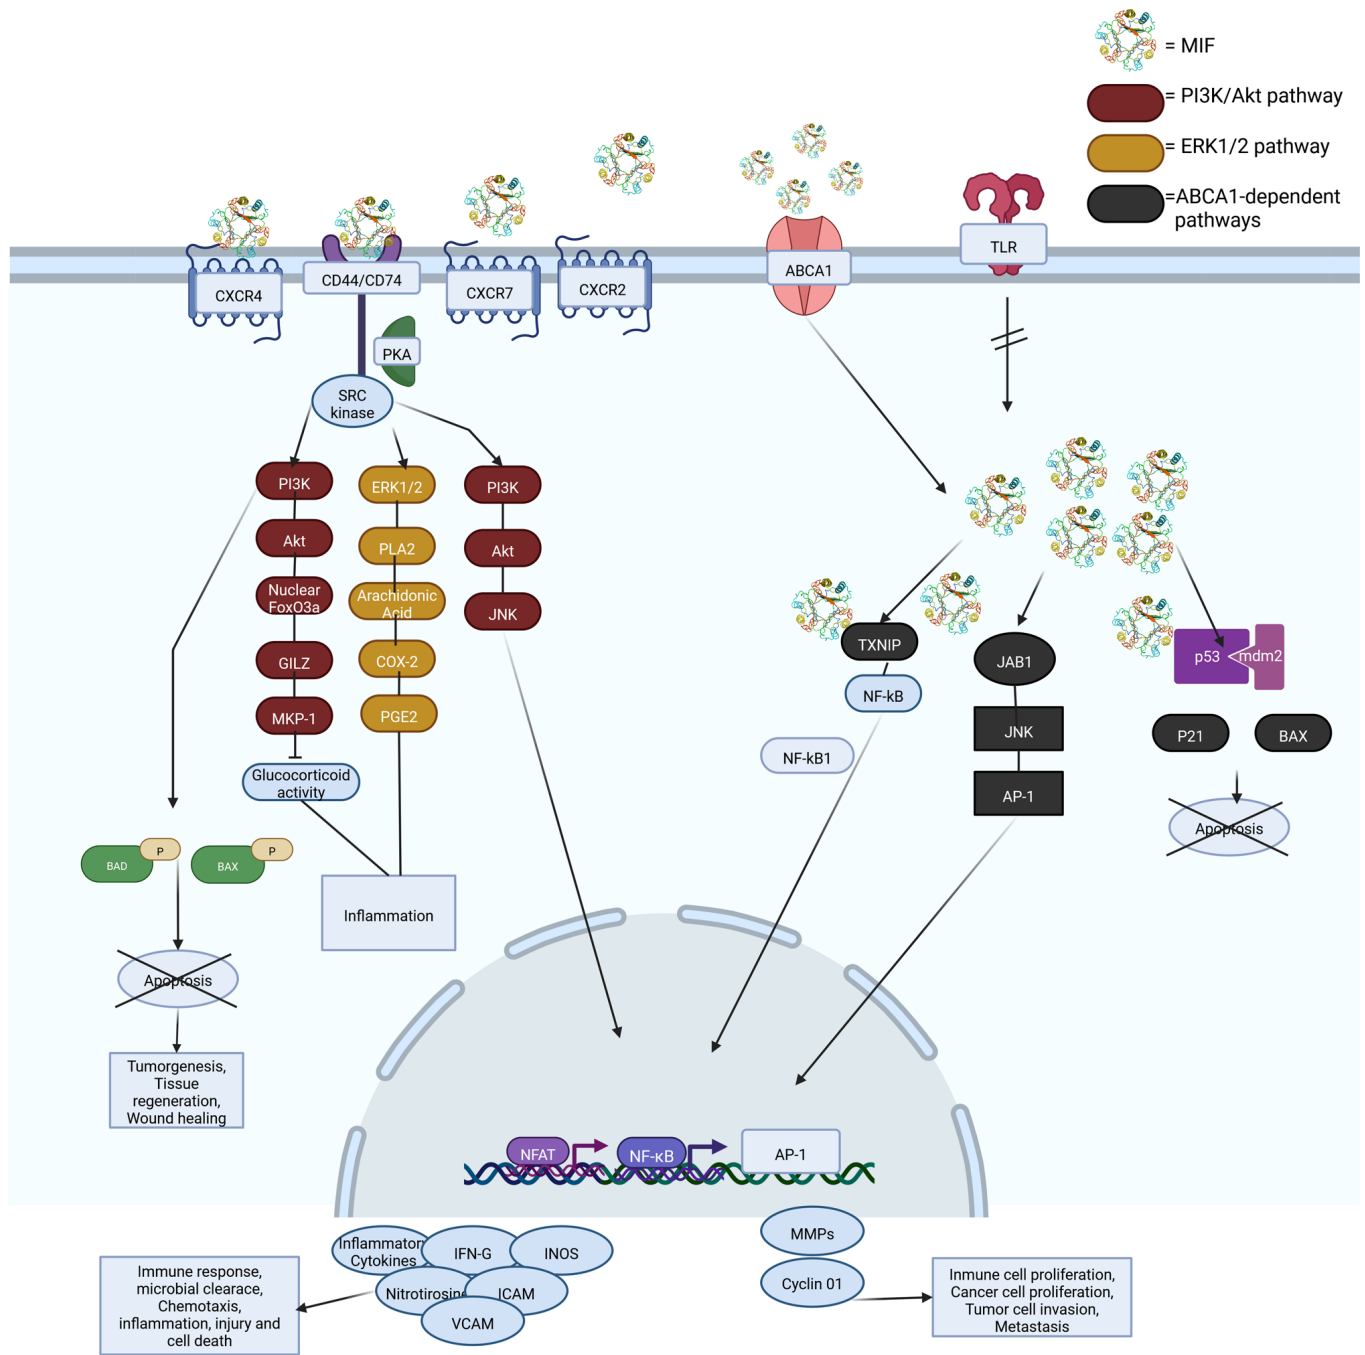 = MIF
= PI3K/Akt pathway
= ERK1/2 pathway
=ABCA1-dependent
pathways
CXCR4
CD44/CD74
CXCR7
CXCR2
ABCA1
TLR
PKA
SRC
kinase
PI3K
Akt
Nuclear
FoxO3a
GILZ
MKP-1
Glucocorticoid
activity
ERK1/2
PLA2
Arachidonic
Acid
COX-2
PGE2
Inflammation
PI3K
Akt
JNK
TXNIP
NF-kB
NF-kB1
JAB1
JNK
AP-1
p53
mdm2
P21
BAX
Apoptosis
BAD
P
BAX
P
Apoptosis
Tumorgenesis,
Tissue
regeneration,
Wound healing
NFAT
NF-κB
AP-1
Inflammator
Cytokines
IFN-G
INOS
Nitrotirosine
ICAM
VCAM
Immune response,
microbial clearace,
Chemotaxis,
inflammation, injury and
cell death
MMPs
Cyclin 01
Inmune cell proliferation,
Cancer cell proliferation,
Tumor cell invasion,
Metastasis